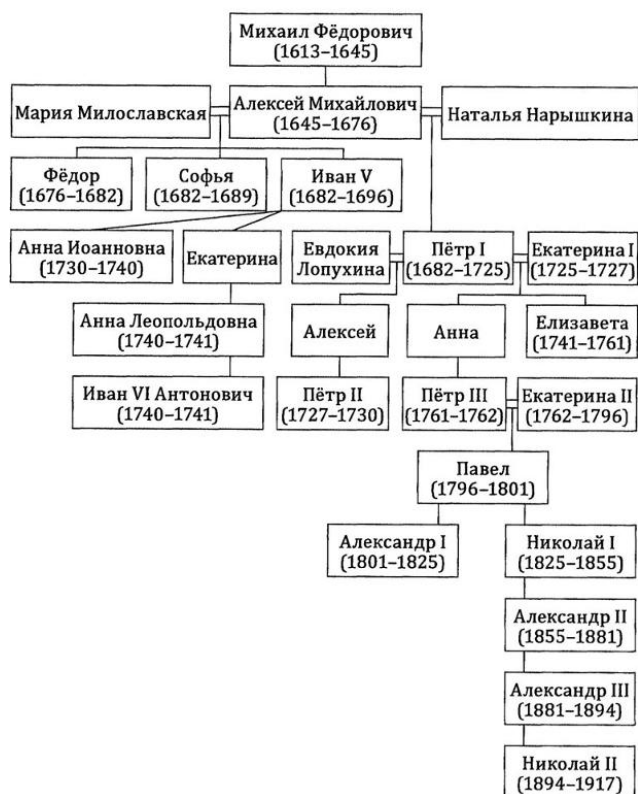 Михаил Фёдорович
(1613–1645)
Мария Милославская
Алексей Михайлович
(1645–1676)
Наталья Нарышкина
Фёдор
(1676–1682)
Софья
(1682–1689)
Иван V
(1682–1696)
Анна Иоанновна
(1730–1740)
Екатерина
Евдокия
Лопухина
Пётр I
(1682–1725)
Екатерина I
(1725–1727)
Анна Леопольдовна
(1740–1741)
Алексей
Анна
Елизавета
(1741–1761)
Иван VI Антонович
(1740–1741)
Пётр II
(1727–1730)
Пётр III
(1761–1762)
Екатерина II
(1762–1796)
Павел
(1796–1801)
Александр I
(1801–1825)
Николай I
(1825–1855)
Александр II
(1855–1881)
Александр III
(1881–1894)
Николай II
(1894–1917)